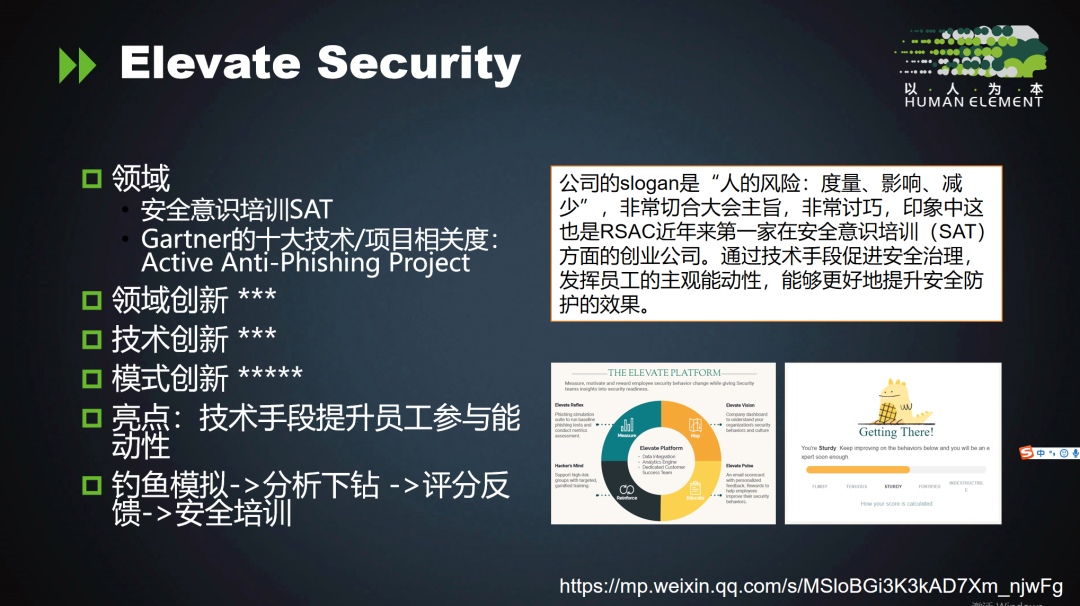 Elevate Security
以·人·为·本
HUMAN ELEMENT
领域
安全意识培训SAT
Gartner的十大技术/项目相关度：
Active Anti-Phishing Project
领域创新 ***
技术创新 ***
模式创新 *****
亮点：技术手段提升员工参与能
动性
钓鱼模拟->分析下钻 ->评分反
馈->安全培训
公司的slogan是“人的风险：度量、影响、减
少”，非常切合大会主旨，非常讨巧，印象中这
也是RSAC近年来第一家在安全意识培训（SAT）
方面的创业公司。通过技术手段促进安全治理，
发挥员工的主观能动性，能够更好地提升安全防
护的效果。
THE ELEVATE PLATFORM
Measure, motivate and reward employee security behavior change while giving Security
teams insights into security readiness.
Elevate Reflex
Phishing simulation
suite to run baseline
phishing tests and
conduct metrics
assessment.
Hacker's Mind
Support high-risk
groups with targeted,
gamified training.
Measure
Map
Reinforce
Educate
Elevate Platform
Data Integration
Analytics Engine
Dedicated Customer
Success Team
Elevate Vision
Company dashboard
to understand your
organization's security
behaviors and culture
Elevate Pulse
An email scorecard
with personalized
feedback. Rewards to
help employees
improve their security
behaviors.
Getting There!
You're Sturdy. Keep improving on the behaviors below and you will be an e
xpert soon enough.
FLIMSY
TENUOUS
STURDY
FORTIFIED
INDESTRUCTIBL
E
How your score is calculated
中
https://mp.weixin.qq.com/s/MSloBGi3K3kAD7Xm_njwFg
激活 Windows